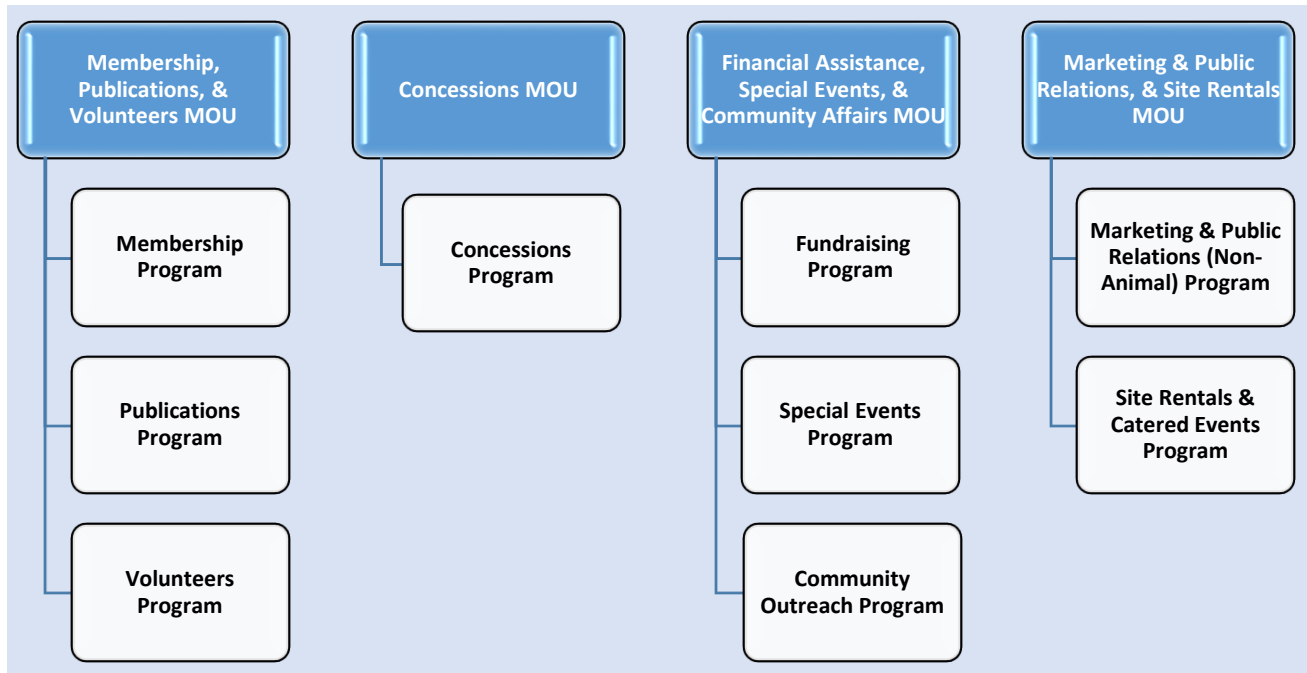 Membership,
Publications, &
Volunteers MOU
Membership
Program
Publications
Program
Volunteers
Program
Concessions MOU
Concessions
Program
Financial Assistance,
Special Events, &
Community Affairs MOU
Fundraising
Program
Special Events
Program
Community
Outreach Program
Marketing & Public
Relations, & Site Rentals
MOU
Marketing & Public
Relations (Non-
Animal) Program
Site Rentals &
Catered Events
Program